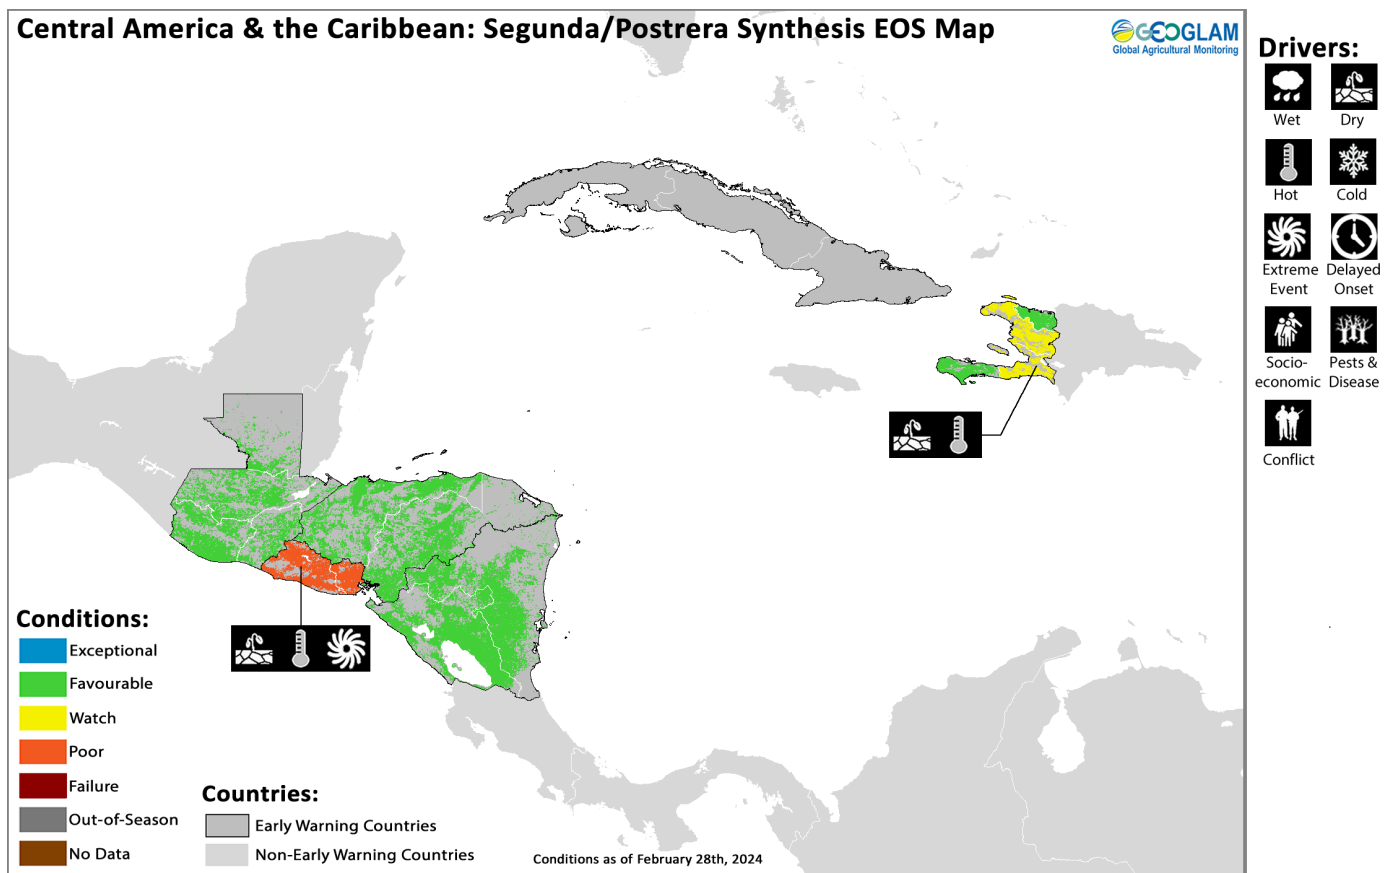 Central America & the Caribbean: Segunda/Postrera Synthesis EOS Map
GEOGLAM
Global Agricultural Monitoring
Drivers:
Wet
Dry
Hot
Cold
Extreme
Event
Delayed
Onset
Socio-
economic
Pests &
Disease
Conflict
Conditions:
Exceptional
Favourable
Watch
Poor
Failure
Out-of-Season
No Data
Countries:
Early Warning Countries
Non-Early Warning Countries
Conditions as of February 28th, 2024